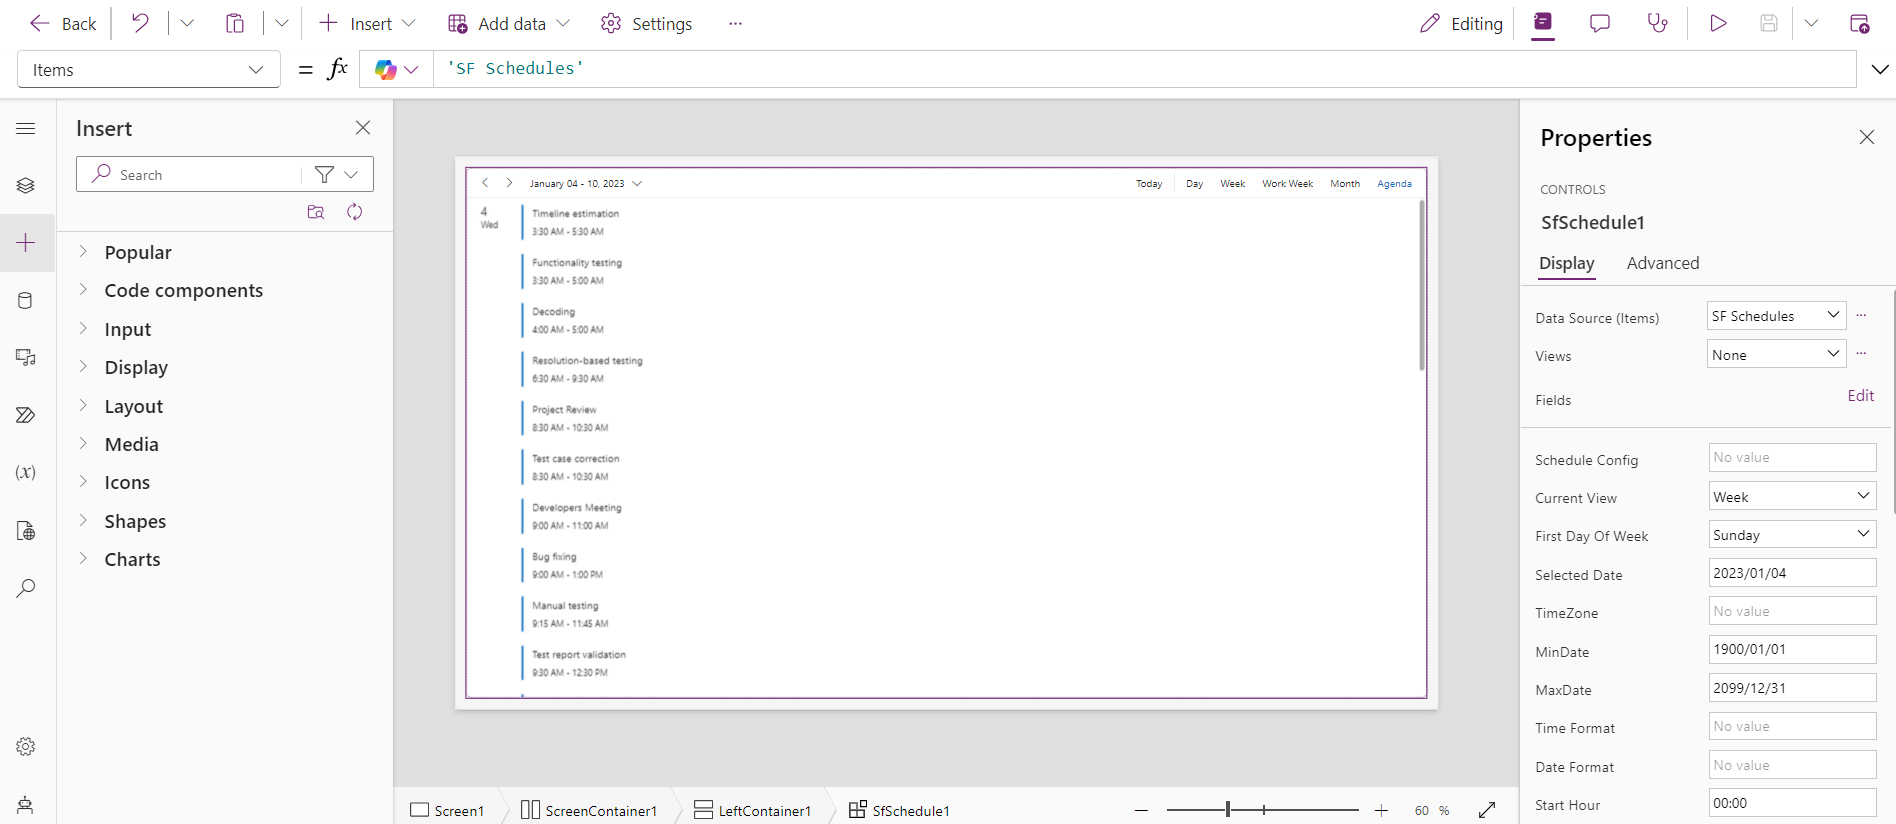 Back
Insert
Add data
Settings
...
Editing
Items
= fx
'SF Schedules'
Insert
Search
Popular
Code components
Input
Display
Layout
Media
Icons
Shapes
Charts
(x)
January 04 - 10, 2023
Today
Day
Week
Work Week
Month
Agenda
4
Wed
Timeline estimation
3:30 AM - 5:30 AM
Functionality testing
3:30 AM - 5:00 AM
Decoding
4:00 AM - 5:00 AM
Resolution-based testing
6:30 AM - 9:30 AM
Project Review
8:30 AM - 10:30 AM
Test case correction
8:30 AM - 10:30 AM
Developers Meeting
9:00 AM - 11:00 AM
Bug fixing
9:00 AM - 1:00 PM
Manual testing
9:15 AM - 11:45 AM
Test report validation
9:30 AM - 12:30 PM
Screen1
ScreenContainer1
LeftContainer1
SfSchedule1
60 %
Properties
CONTROLS
SfSchedule1
Display
Advanced
Data Source (Items)
SF Schedules
...
Views
None
...
Fields
Edit
Schedule Config
No value
Current View
Week
First Day Of Week
Sunday
Selected Date
2023/01/04
TimeZone
No value
MinDate
1900/01/01
MaxDate
2099/12/31
Time Format
No value
Date Format
No value
Start Hour
00:00